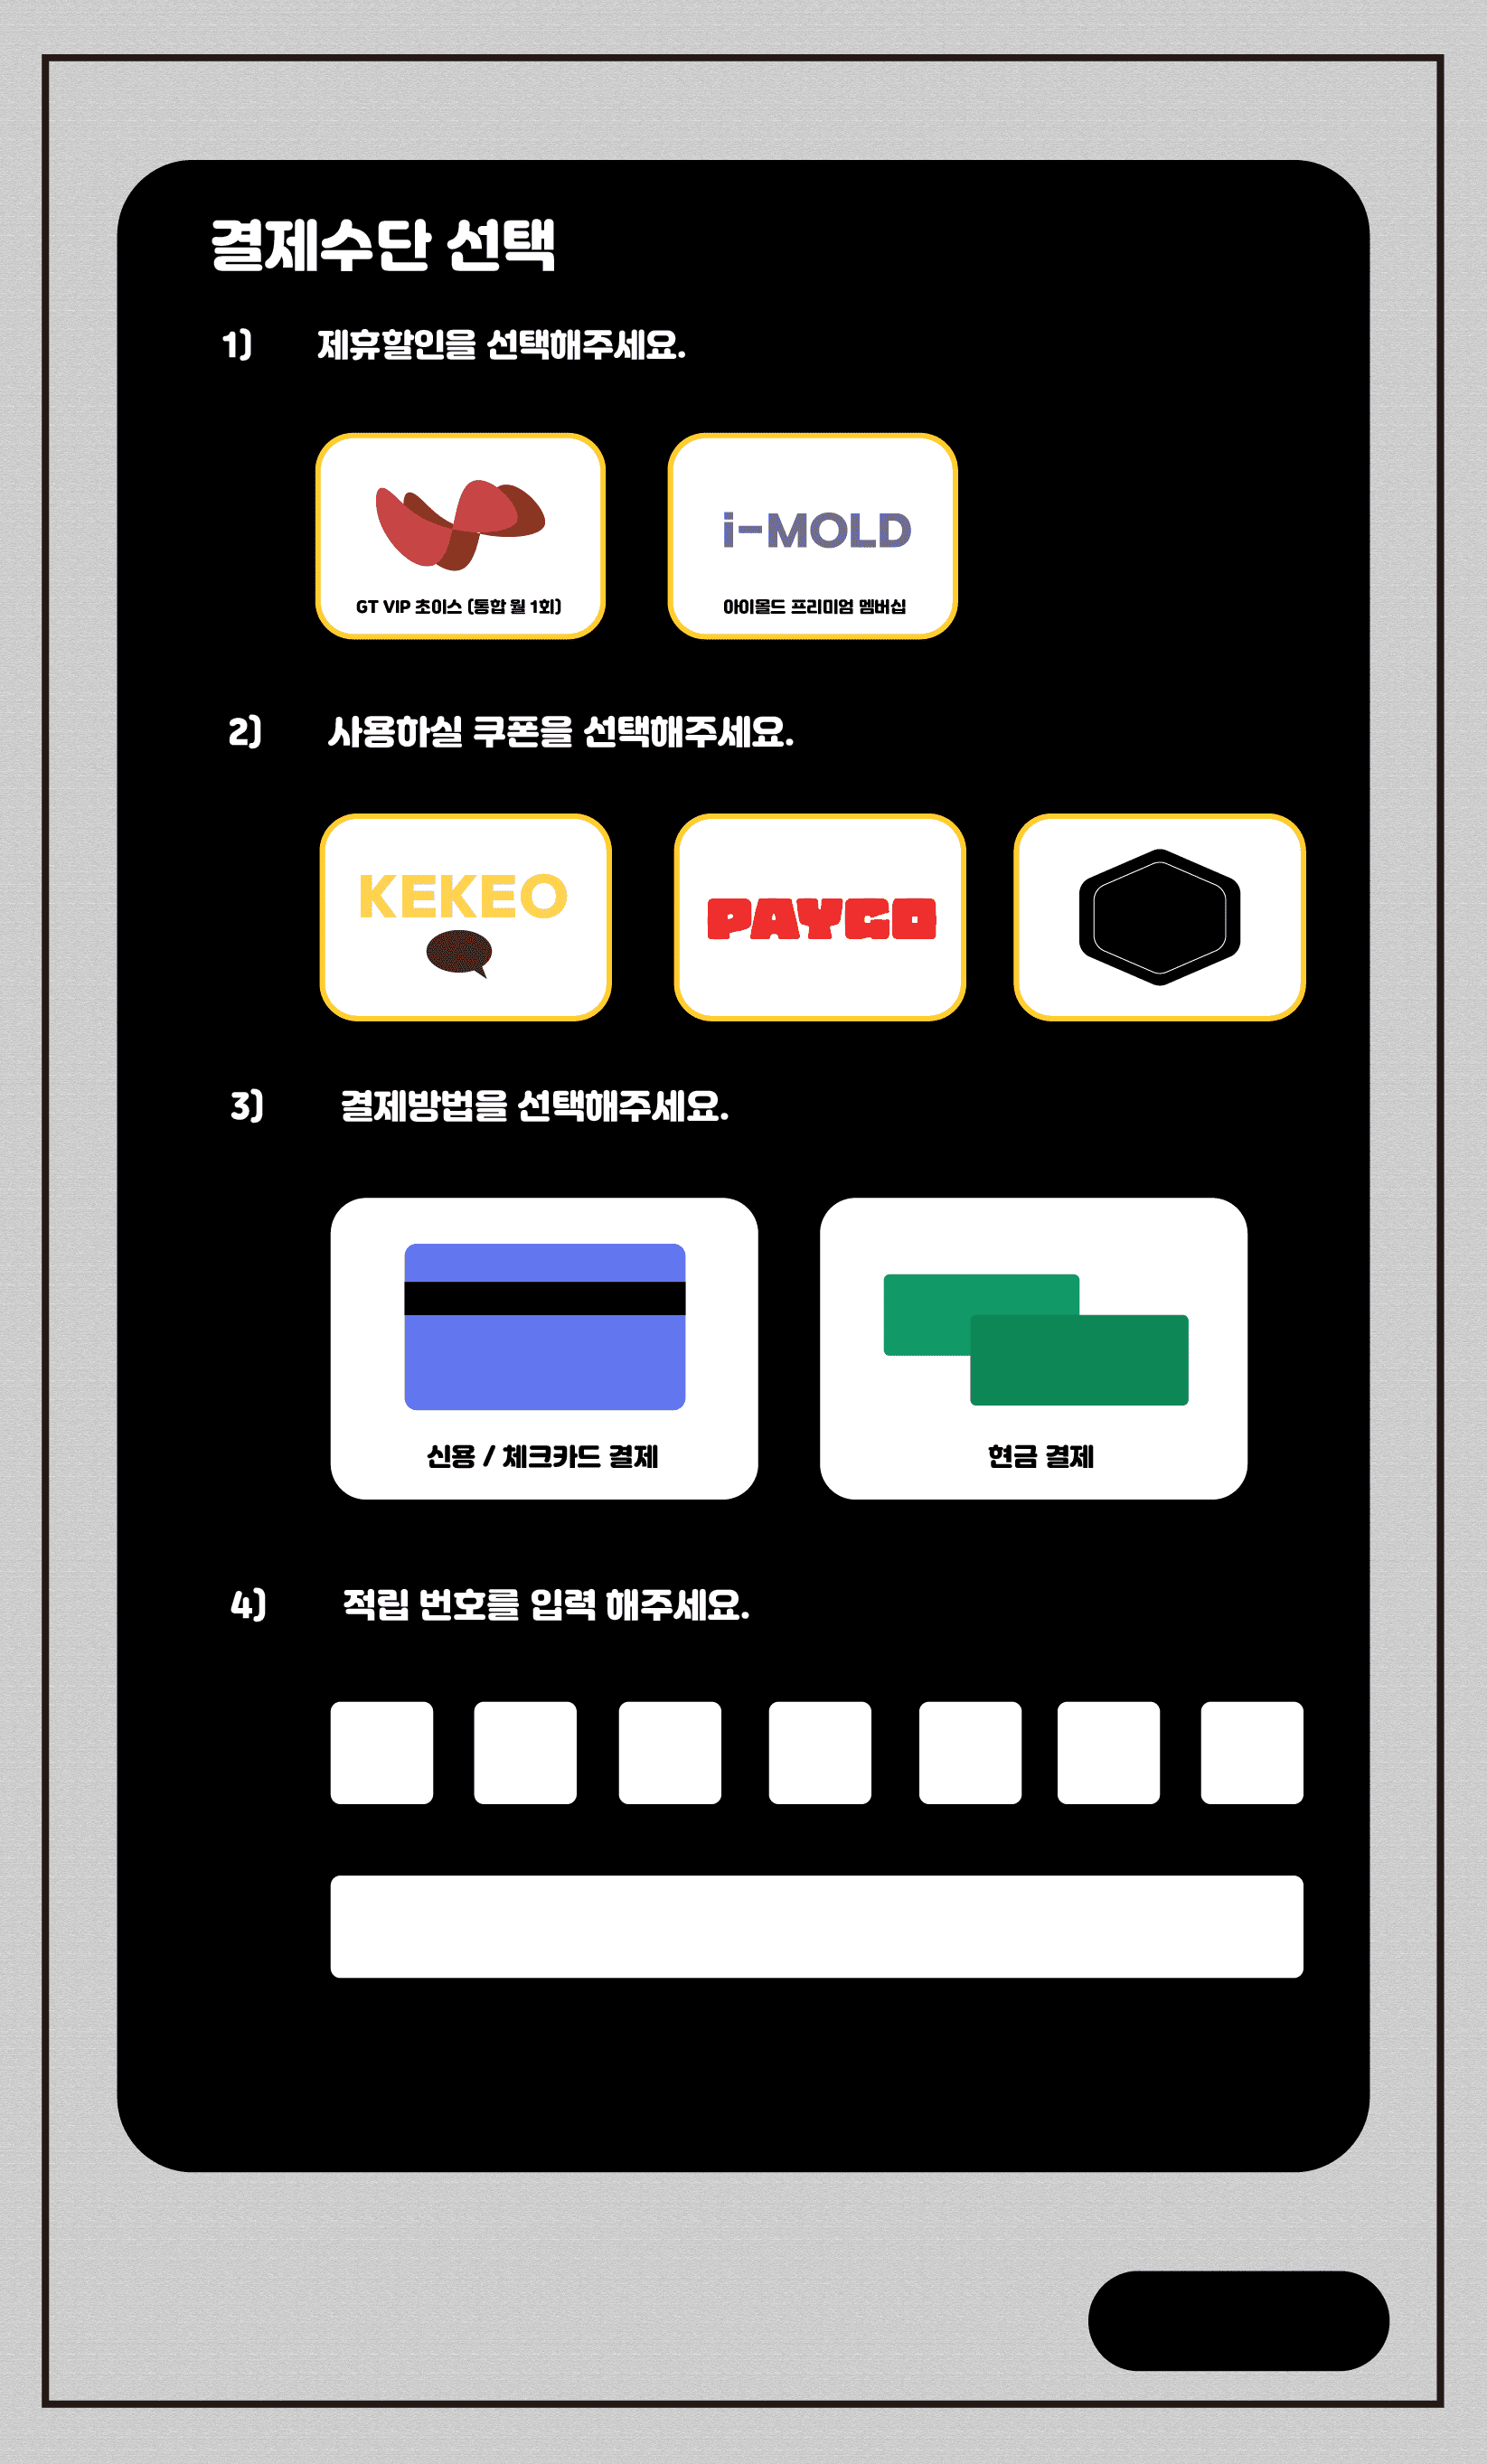 결제수단 선택
1) 제휴할인을 선택해주세요.
GT VIP 초이스 (통합 월 1회)
i-MOLD
아이몰드 프리미엄 멤버십
2) 사용하실 쿠폰을 선택해주세요.
KEKEO
PAYCO
3) 결제방법을 선택해주세요.
신용 / 체크카드 결제
현금 결제
4) 적립 번호를 입력 해주세요.